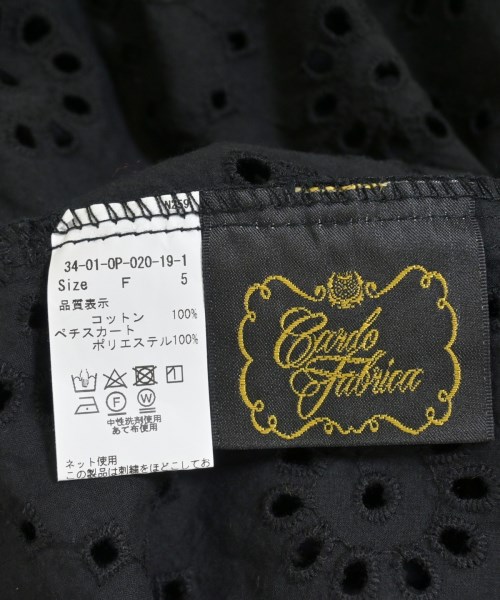 W259
34-01-OP-020-19-1
Size F 5
品質表示
コットン 100%
ペチスカート
ポリエステル100%
F W
中性洗剤使用
あて布使用
ネット使用
この製品は刺繍をほどこしてお
Cardo
Fabrica